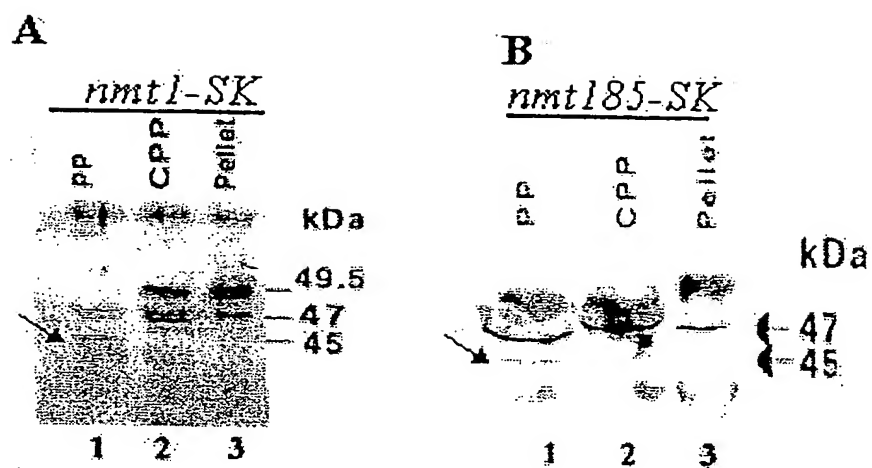 A
nmt1-SK
PP
CPP
Pellet
kDa
49.5
47
45
1 2 3
B
nmt185-SK
PP
CPP
Pellet
kDa
47
45
1 2 3